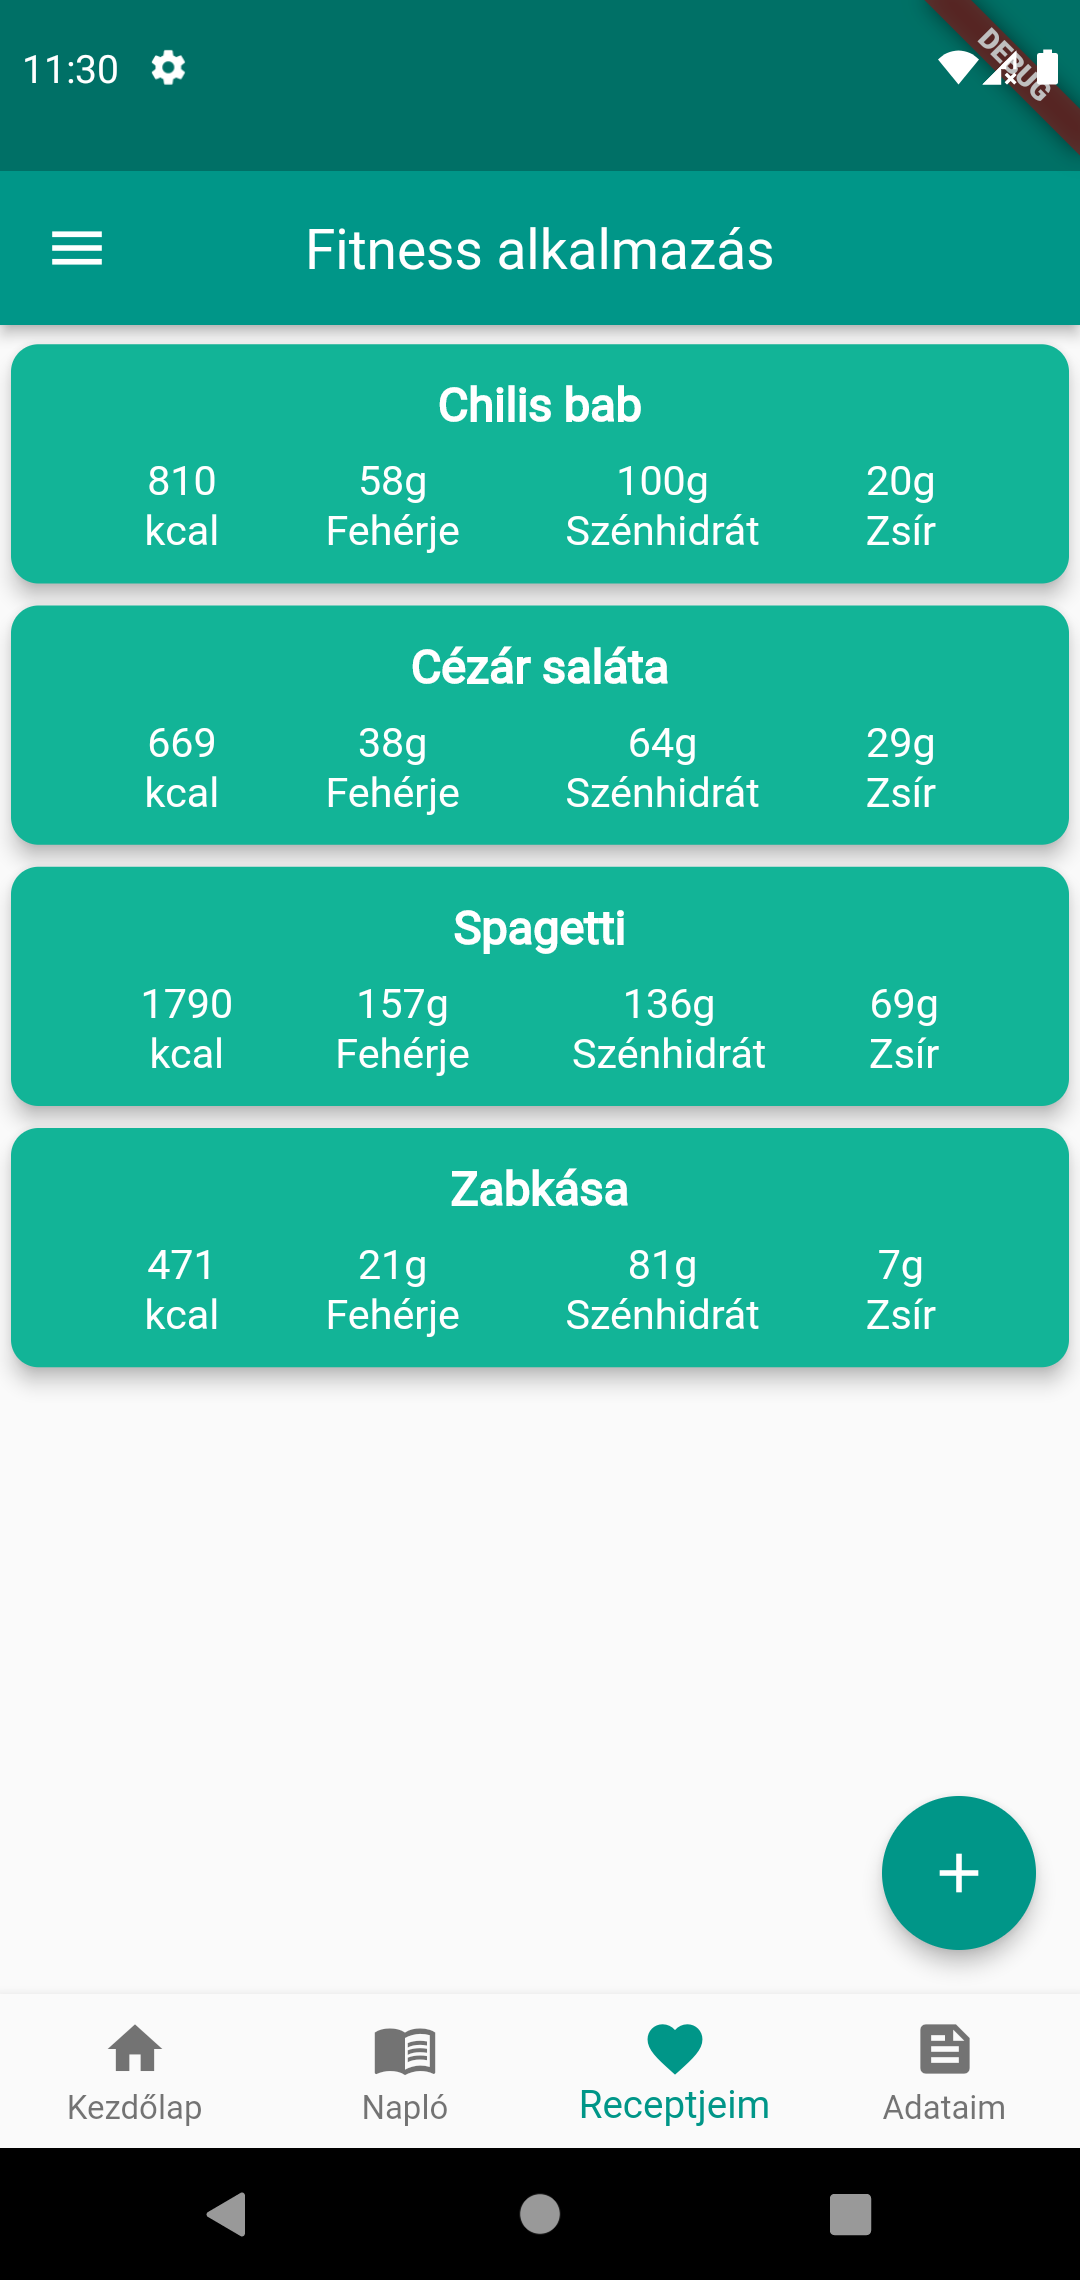 11:30
DEBUG
Fitness alkalmazás
Chilis bab
810 58g 100g 20g
kcal Fehérje Szénhidrát Zsír
Cézár saláta
669 38g 64g 29g
kcal Fehérje Szénhidrát Zsír
Spagetti
1790 157g 136g 69g
kcal Fehérje Szénhidrát Zsír
Zabkása
471 21g 81g 7g
kcal Fehérje Szénhidrát Zsír
Kezdőlap Napló Receptjeim Adataim